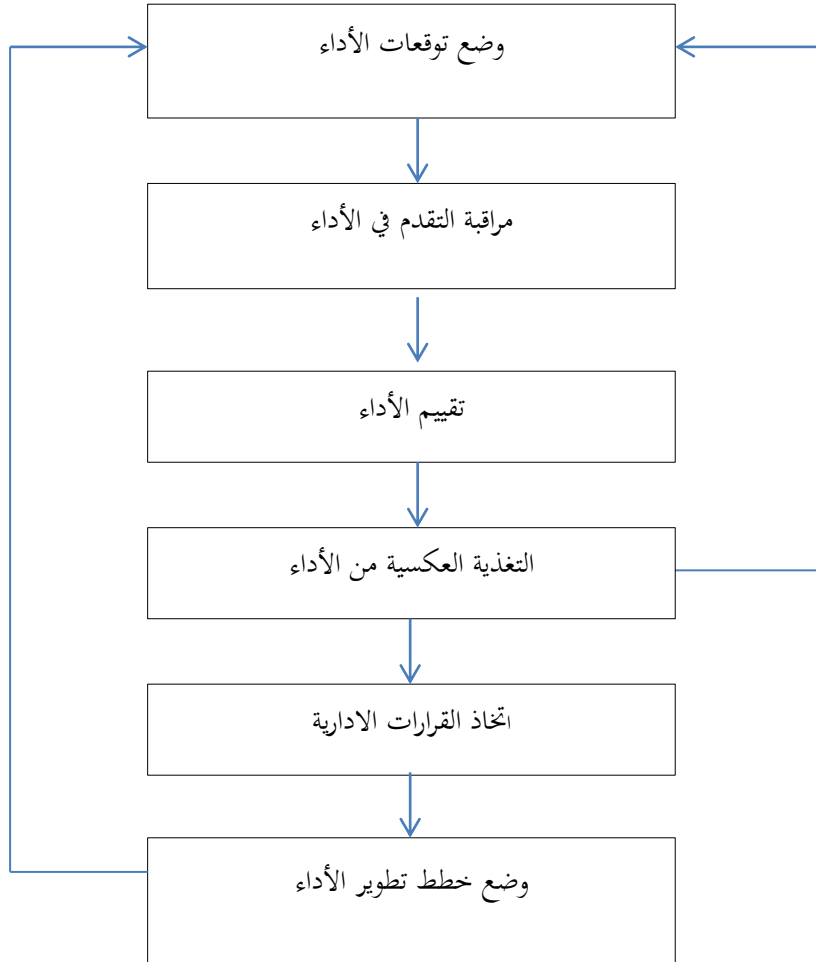 وضع توقعات الأداء
مراقبة التقدم في الأداء
تقييم الأداء
التغذية العكسية من الأداء
اتخاذ القرارات الادارية
وضع خطط تطوير الأداء